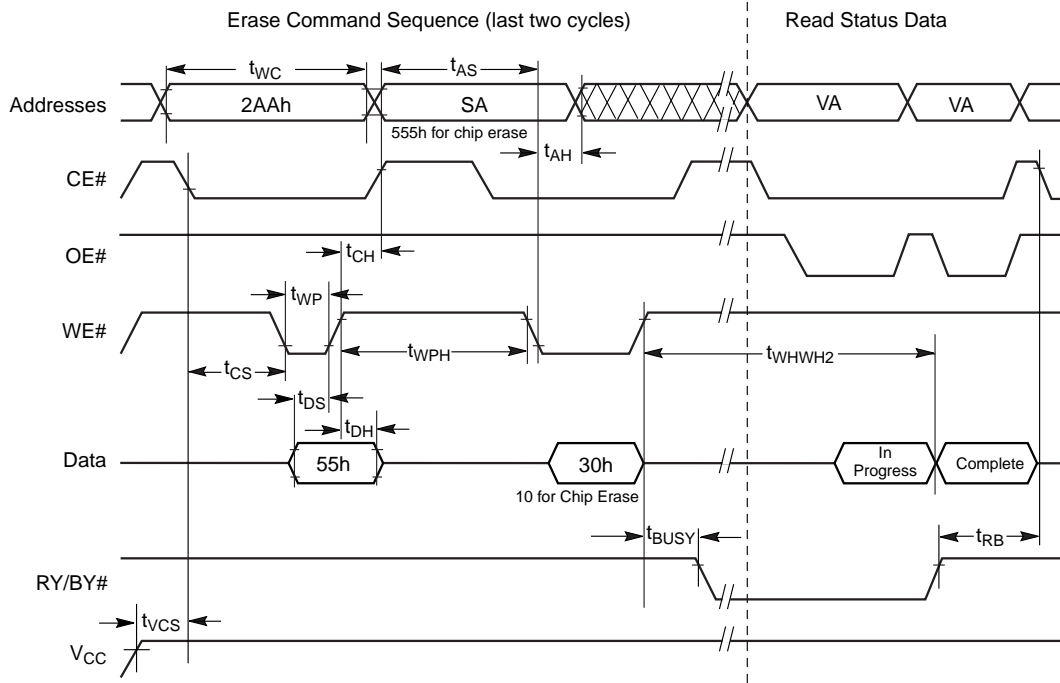 Erase Command Sequence (last two cycles)
Read Status Data
tWC
tAS
Addresses
2AAh
SA
VA
VA
555h for chip erase
tAH
CE#
OE#
tCH
tWP
WE#
tWPH
tWHWH2
tCS
tDS
tDH
Data
55h
30h
In
Progress
Complete
10 for Chip Erase
tBUSY
tRB
RY/BY#
tVCS
VCC